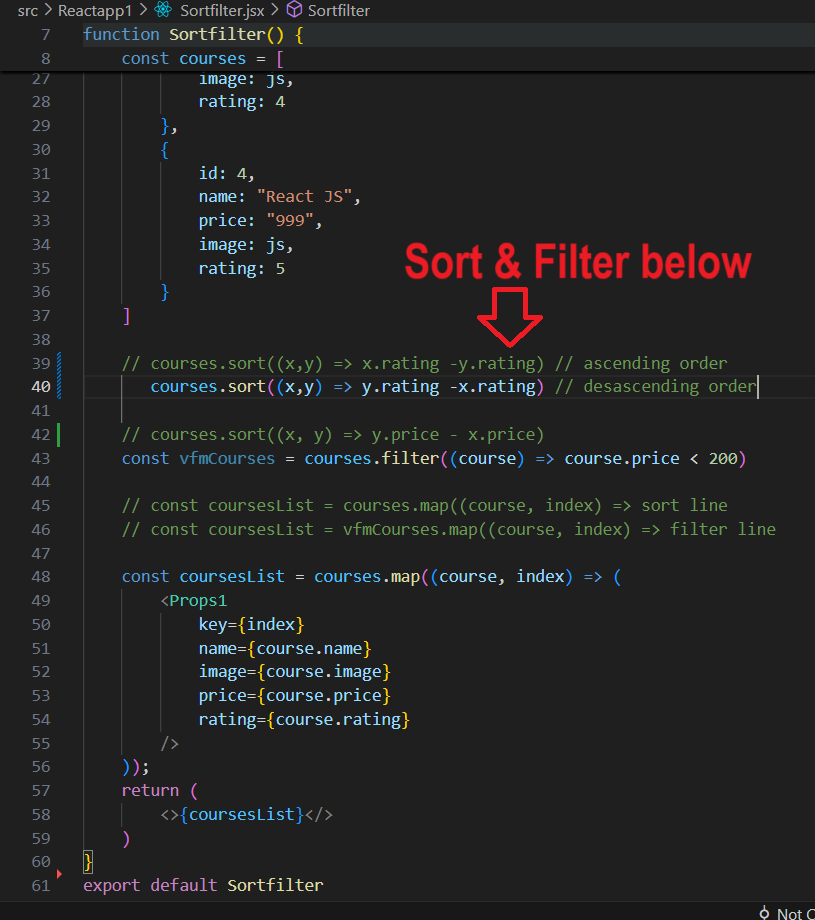 src > Reactapp1 > Sortfilter.jsx > Sortfilter
7 function Sortfilter() {
8 const courses = [
27 image: js,
28 rating: 4
29 },
30 {
31 id: 4,
32 name: "React JS",
33 price: "999",
34 image: js,
35 rating: 5
Sort & Filter below
36 }
37 ]
38
39 // courses.sort((x,y) => x.rating -y.rating) // ascending order
40 courses.sort((x,y) => y.rating -x.rating) // desascending order
41
42 // courses.sort((x, y) => y.price - x.price)
43 const vfmCourses = courses.filter((course) => course.price < 200)
44
45 // const coursesList = courses.map((course, index) => sort line
46 // const coursesList = vfmCourses.map((course, index) => filter line
47
48 const coursesList = courses.map((course, index) => (
49 <Props1
50 key={index}
51 name={course.name}
52 image={course.image}
53 price={course.price}
54 rating={course.rating}
55 />
56 ));
57 return (
58 <>{coursesList}</>
59 )
60 }
61 export default Sortfilter
Not